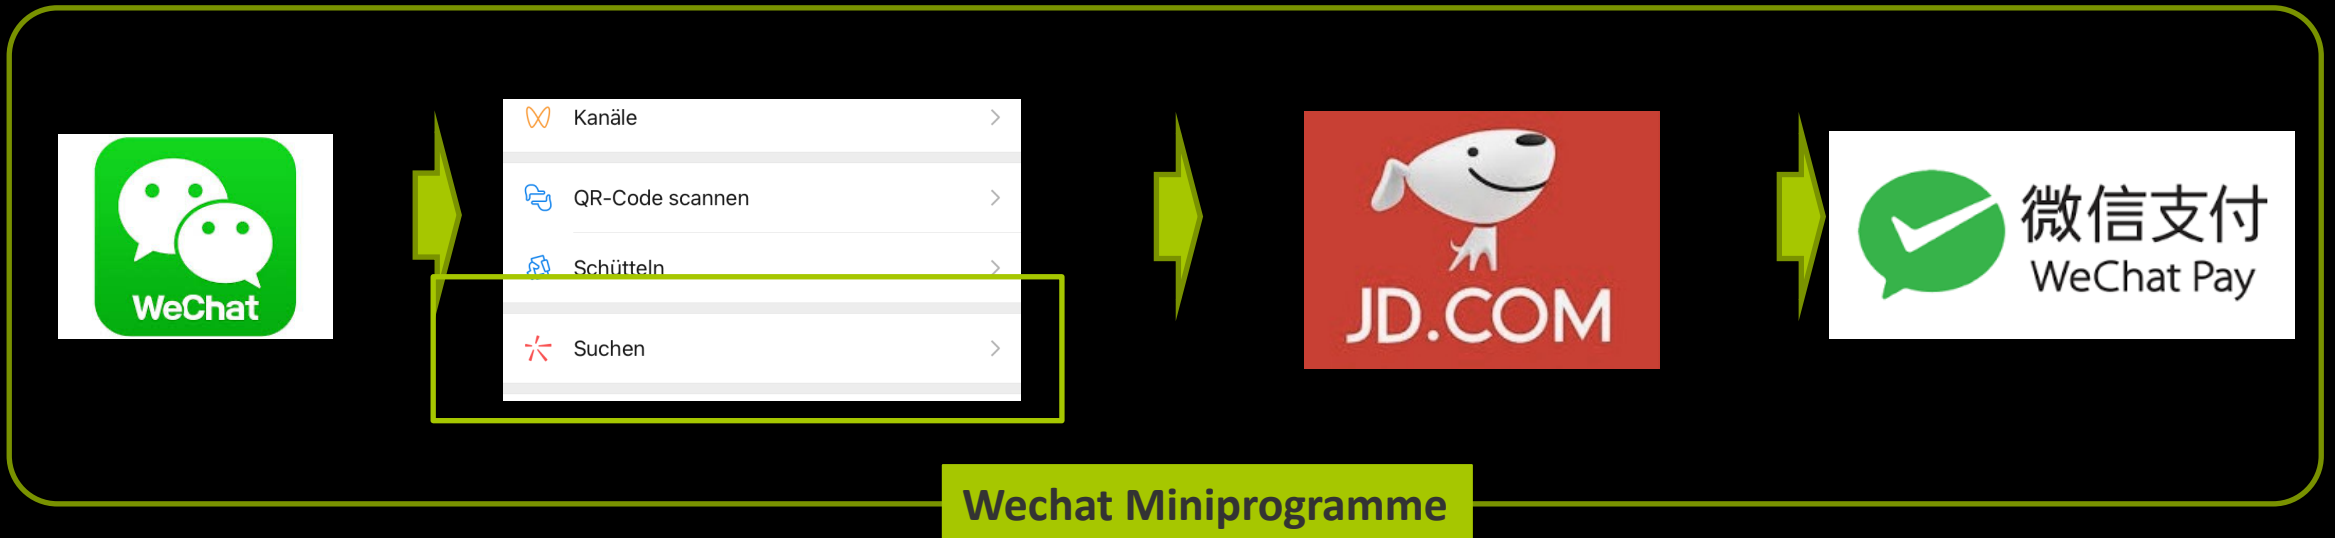 WeChat
Kanäle
QR-Code scannen
Schütteln
Suchen
JD.COM
微信支付
WeChat Pay
Wechat Miniprogramme